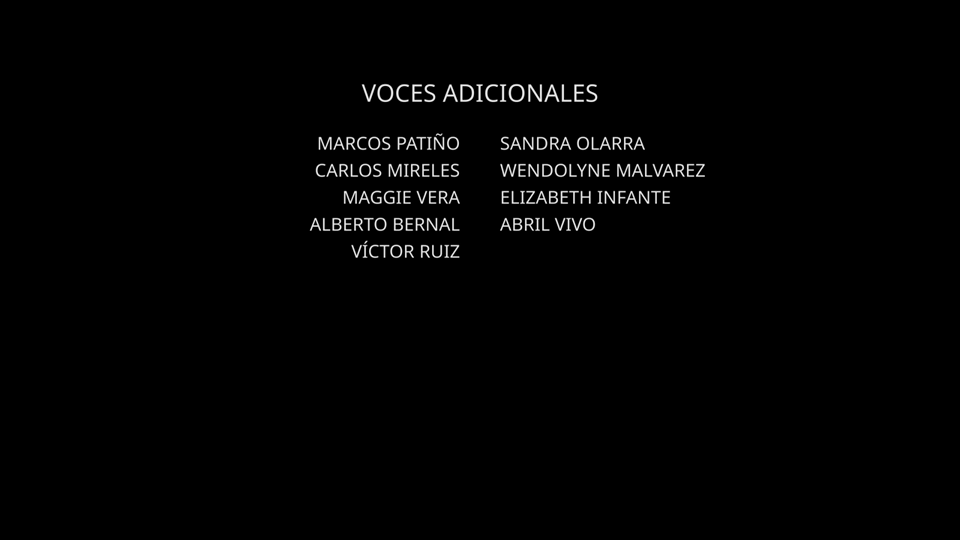 VOCES ADICIONALES
MARCOS PATIÑO SANDRA OLARRA
CARLOS MIRELES WENDOLYNE MALVAREZ
MAGGIE VERA ELIZABETH INFANTE
ALBERTO BERNAL ABRIL VIVO
VÍCTOR RUIZ